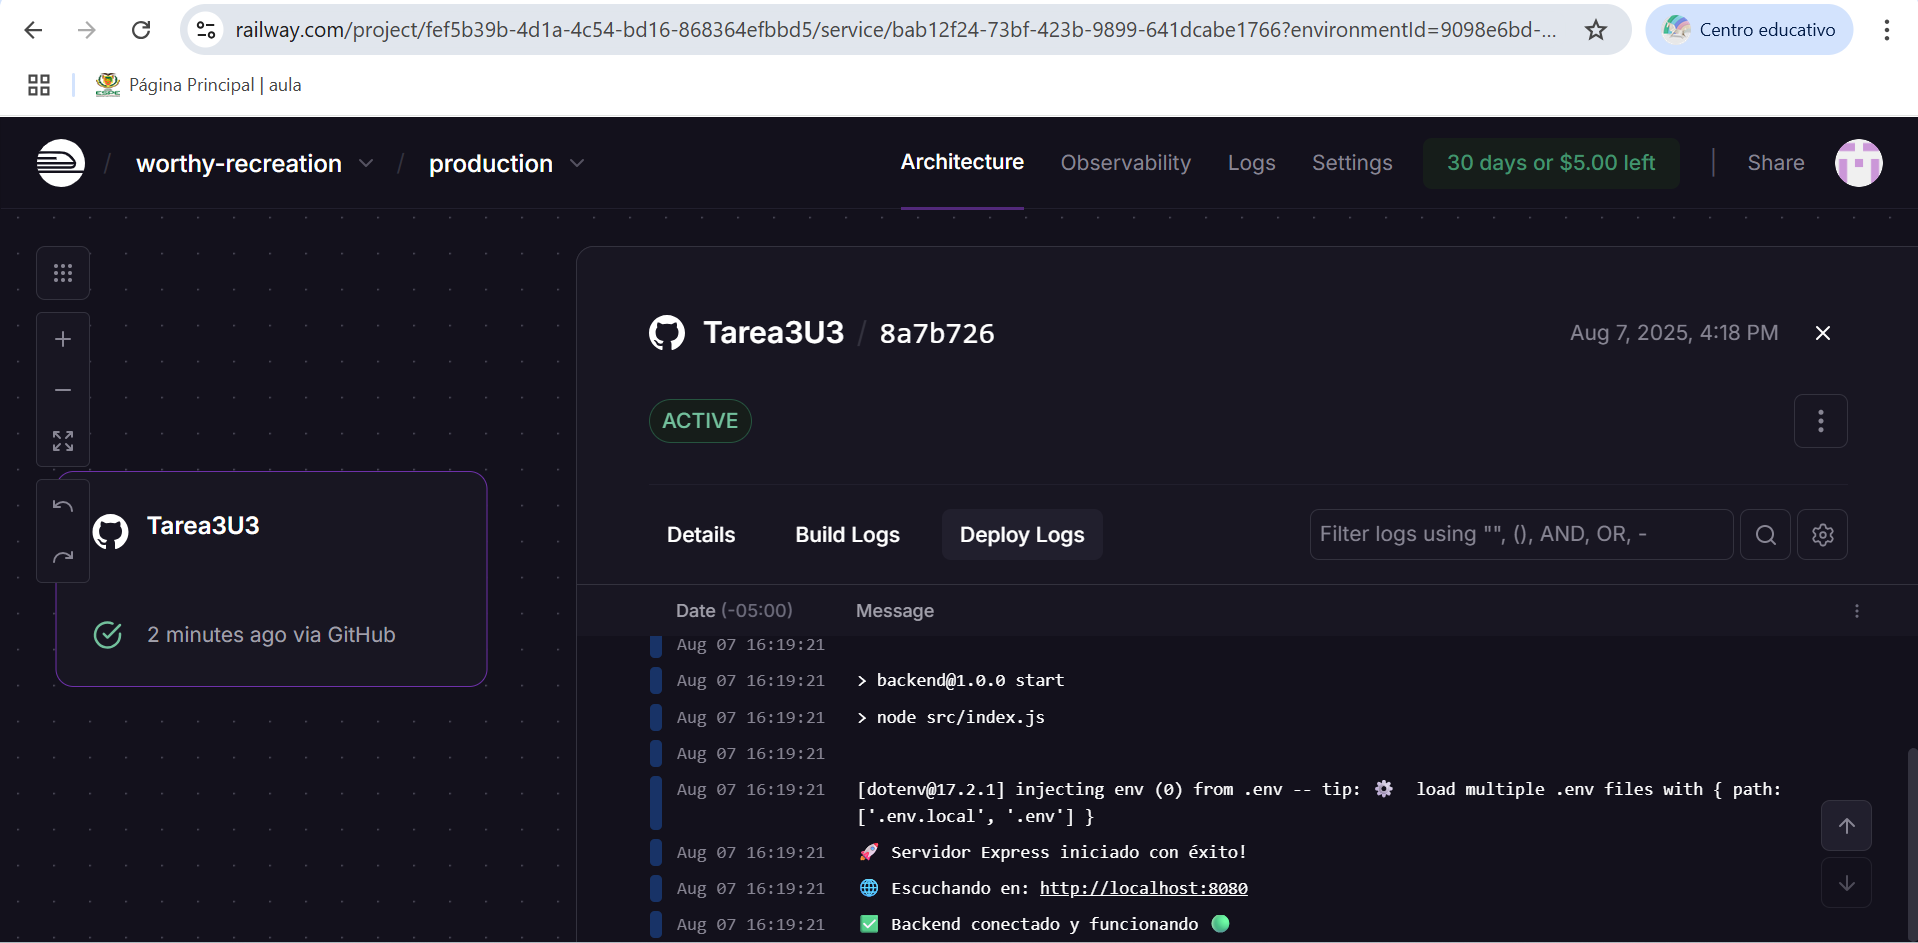 railway.com/project/fef5b39b-4d1a-4c54-bd16-868364efbbd5/service/bab12f24-73bf-423b-9899-641dcabe1766?environmentId=9098e6bd-...
Centro educativo
Página Principal | aula
/ worthy-recreation / production
Architecture Observability Logs Settings 30 days or $5.00 left | Share
Tarea3U3 / 8a7b726
Aug 7, 2025, 4:18 PM
ACTIVE
Tarea3U3
2 minutes ago via GitHub
Details Build Logs Deploy Logs
Filter logs using "", (), AND, OR, -
Date (-05:00) Message
Aug 07 16:19:21
Aug 07 16:19:21 > backend@1.0.0 start
Aug 07 16:19:21 > node src/index.js
Aug 07 16:19:21
Aug 07 16:19:21 [dotenv@17.2.1] injecting env (0) from .env -- tip: ⚙️ load multiple .env files with { path:
['.env.local', '.env'] }
Aug 07 16:19:21 🚀 Servidor Express iniciado con éxito!
Aug 07 16:19:21 🌐 Escuchando en: http://localhost:8080
Aug 07 16:19:21 ✅ Backend conectado y funcionando 🟢